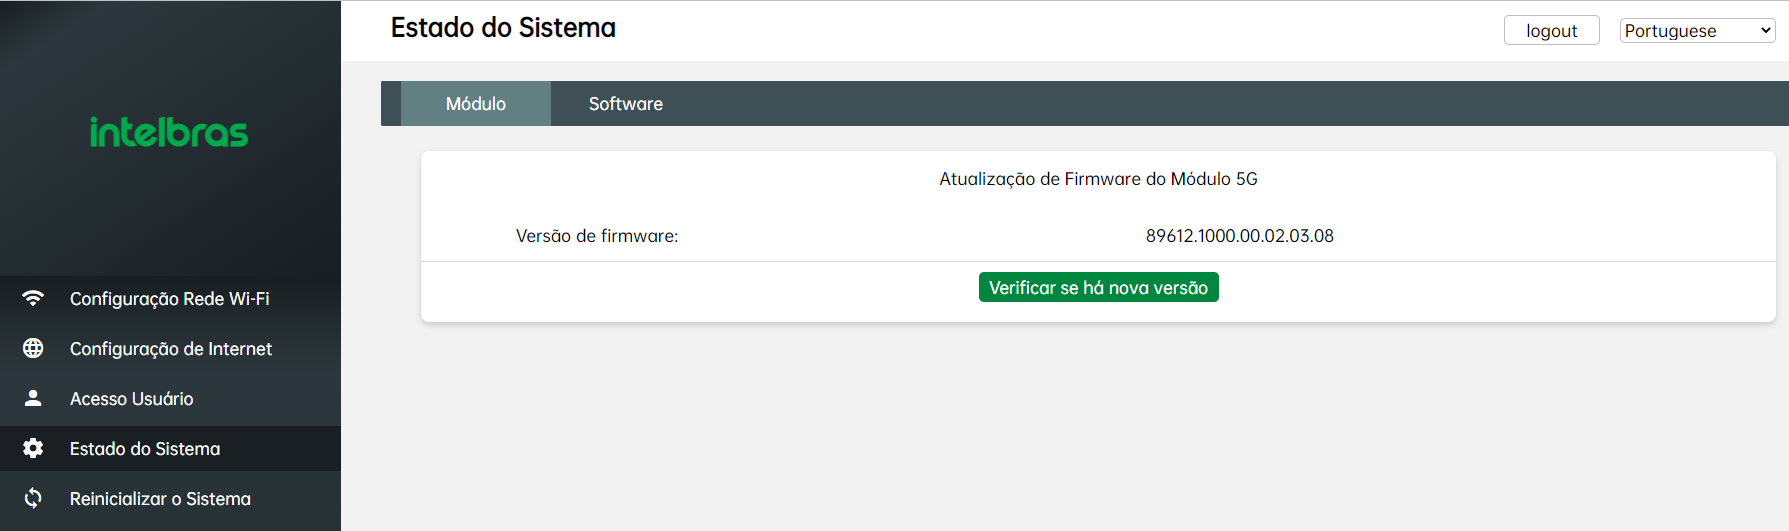 Estado do Sistema
logout
Portuguese
intelbras
Módulo
Software
Atualização de Firmware do Módulo 5G
Versão de firmware:
89612.1000.00.02.03.08
Verificar se há nova versão
Configuração Rede Wi-Fi
Configuração de Internet
Acesso Usuário
Estado do Sistema
Reinicializar o Sistema